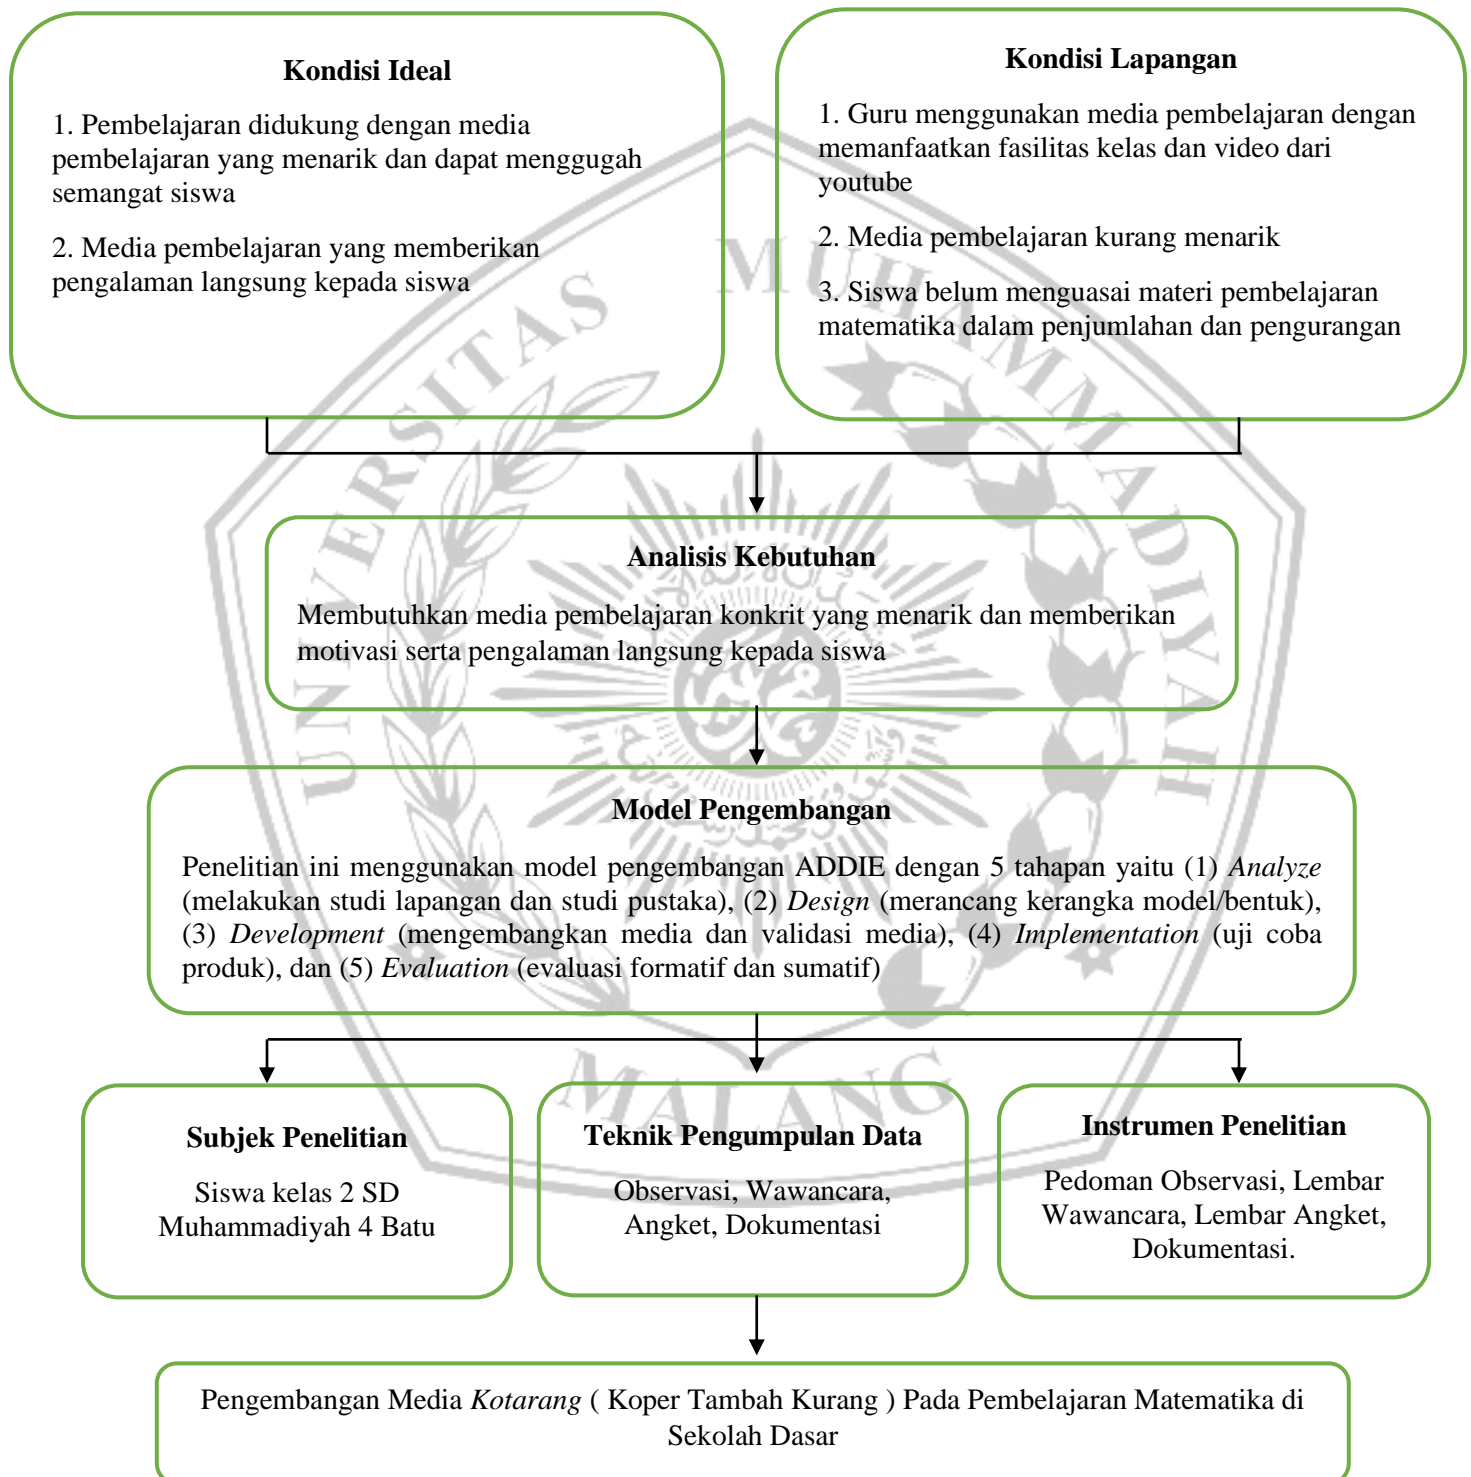 Kondisi Ideal
1. Pembelajaran didukung dengan media
pembelajaran yang menarik dan dapat menggugah
semangat siswa
2. Media pembelajaran yang memberikan
pengalaman langsung kepada siswa
Kondisi Lapangan
1. Guru menggunakan media pembelajaran dengan
memanfaatkan fasilitas kelas dan video dari
youtube
2. Media pembelajaran kurang menarik
3. Siswa belum menguasai materi pembelajaran
matematika dalam penjumlahan dan pengurangan
UNIVERSITAS MUHAMMADIYAH
MALANG
Analisis Kebutuhan
Membutuhkan media pembelajaran konkrit yang menarik dan memberikan
motivasi serta pengalaman langsung kepada siswa
Model Pengembangan
Penelitian ini menggunakan model pengembangan ADDIE dengan 5 tahapan yaitu (1) Analyze
(melakukan studi lapangan dan studi pustaka), (2) Design (merancang kerangka model/bentuk),
(3) Development (mengembangkan media dan validasi media), (4) Implementation (uji coba
produk), dan (5) Evaluation (evaluasi formatif dan sumatif)
Subjek Penelitian
Siswa kelas 2 SD
Muhammadiyah 4 Batu
Teknik Pengumpulan Data
Observasi, Wawancara,
Angket, Dokumentasi
Instrumen Penelitian
Pedoman Observasi, Lembar
Wawancara, Lembar Angket,
Dokumentasi.
Pengembangan Media Kotarang ( Koper Tambah Kurang ) Pada Pembelajaran Matematika di
Sekolah Dasar